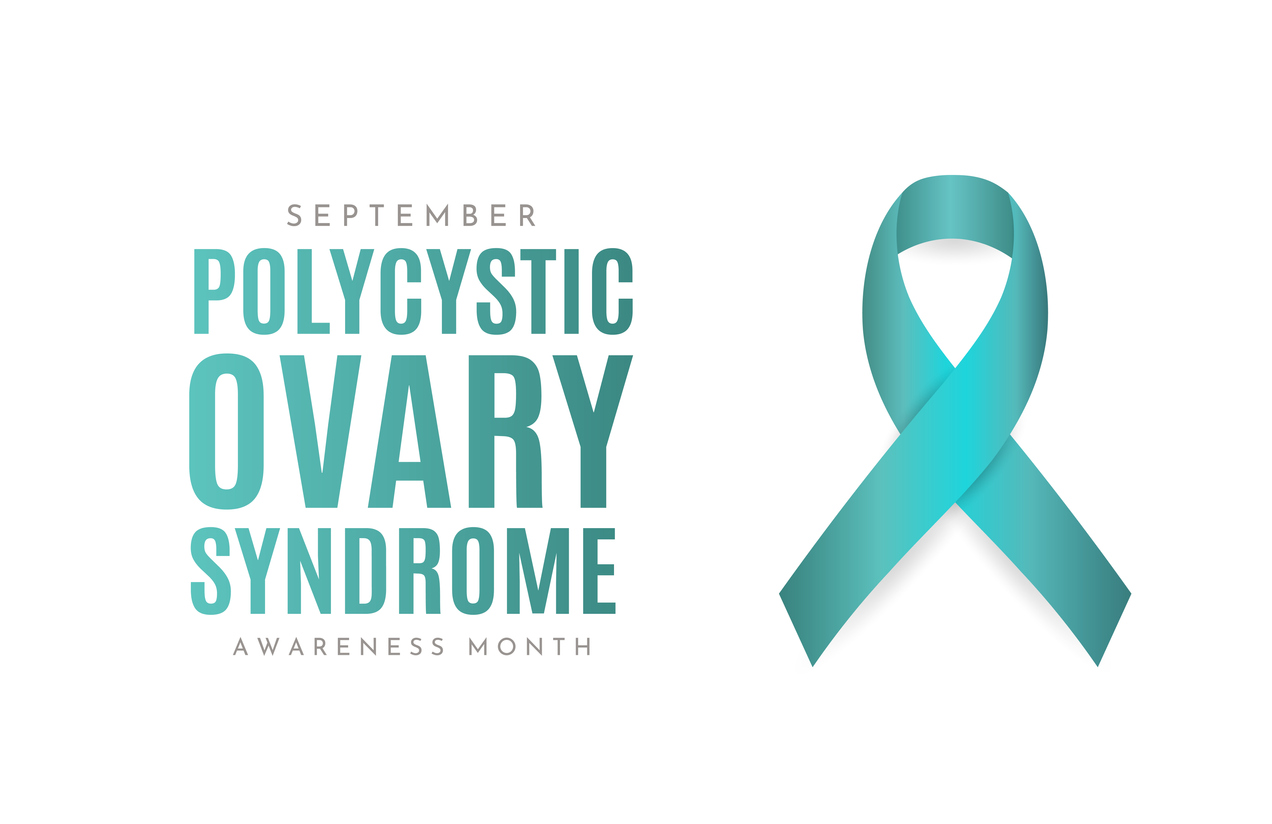 SEPTEMBER
POLYCYSTIC
OVARY
SYNDROME
AWARENESS MONTH